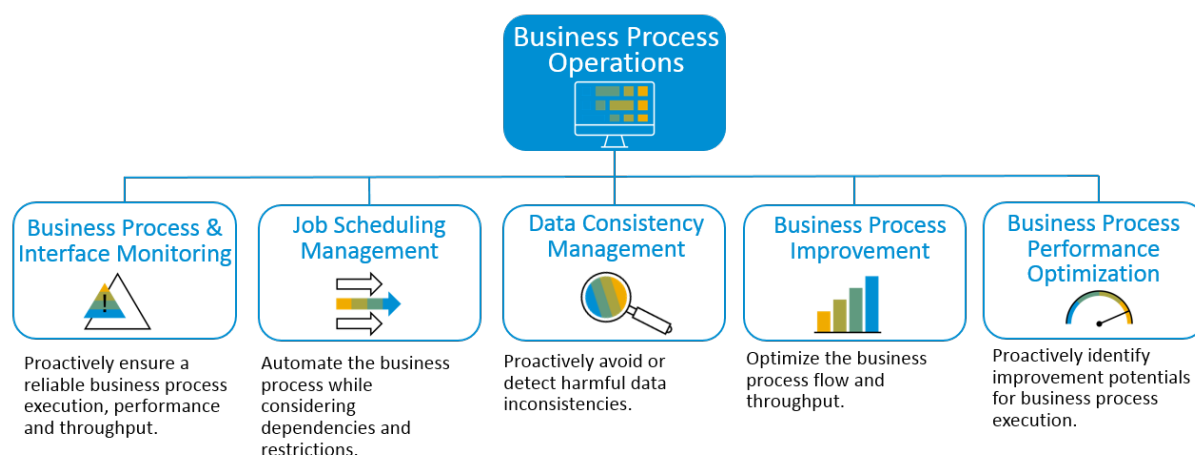 Business Process
Operations
Business Process &
Interface Monitoring
!
Proactively ensure a
reliable business process
execution, performance
and throughput.
Job Scheduling
Management
Automate the business
process while
considering
dependencies and
restrictions.
Data Consistency
Management
Proactively avoid or
detect harmful data
inconsistencies.
Business Process
Improvement
Optimize the business
process flow and
throughput.
Business Process
Performance
Optimization
Proactively identify
improvement potentials
for business process
execution.